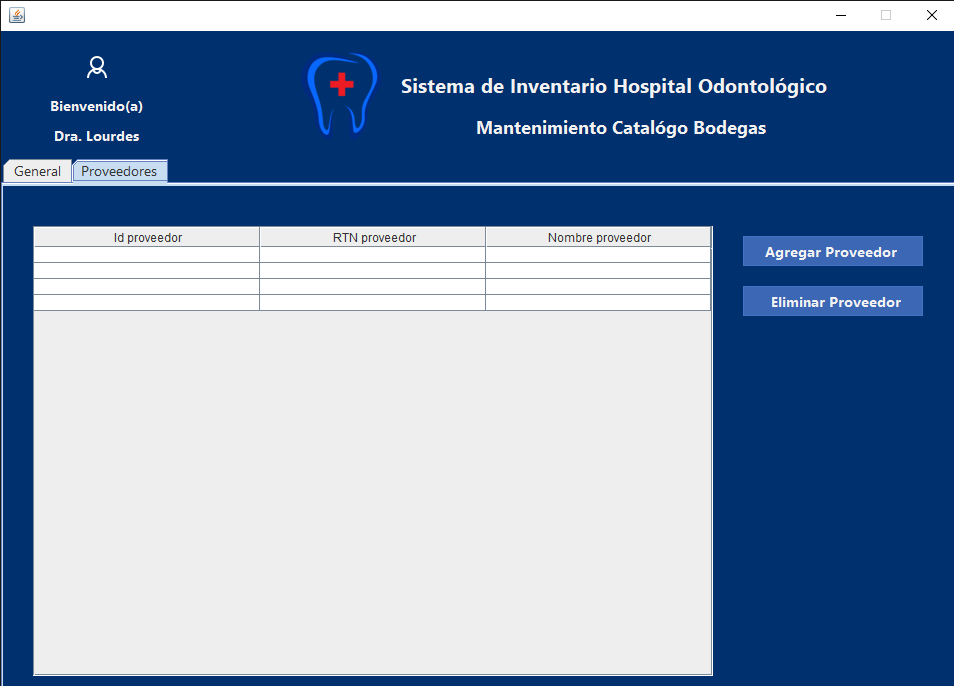 Bienvenido(a)
Dra. Lourdes
Sistema de Inventario Hospital Odontológico
Mantenimiento Catalógo Bodegas
General
Proveedores
Id proveedor
RTN proveedor
Nombre proveedor
Agregar Proveedor
Eliminar Proveedor